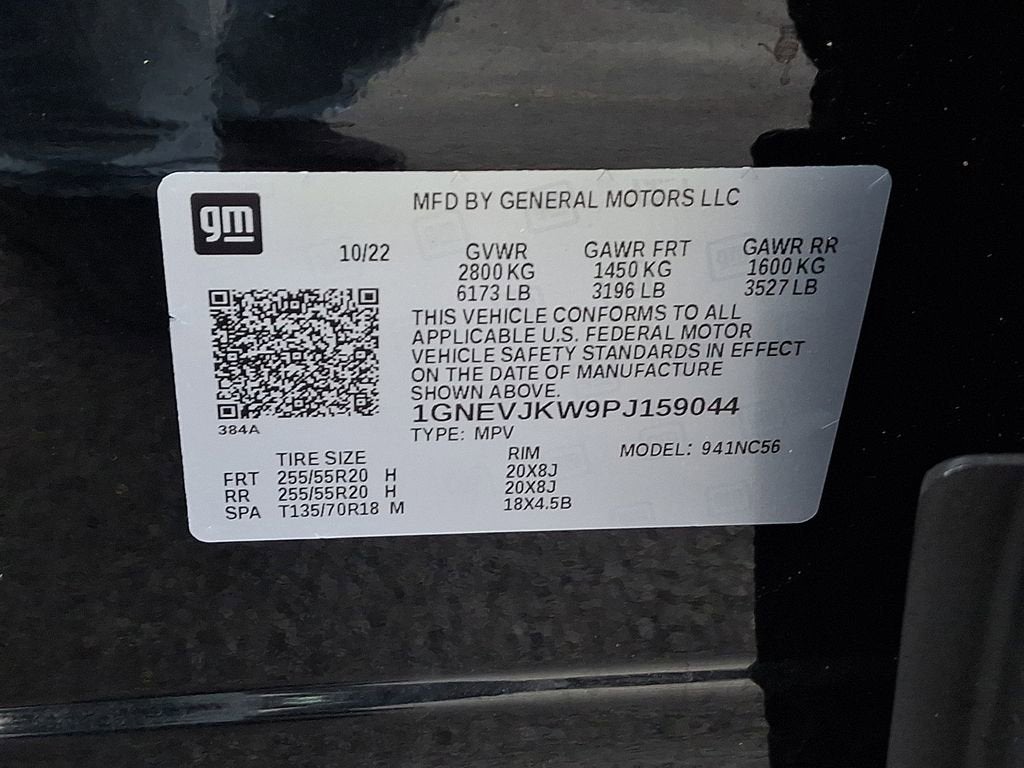 gm
MFD BY GENERAL MOTORS LLC
10/22 GVWR GAWR FRT GAWR RR
2800 KG 1450 KG 1600 KG
6173 LB 3196 LB 3527 LB
THIS VEHICLE CONFORMS TO ALL
APPLICABLE U.S. FEDERAL MOTOR
VEHICLE SAFETY STANDARDS IN EFFECT
ON THE DATE OF MANUFACTURE
SHOWN ABOVE.
1GNEVJKW9PJ159044
384A
TYPE: MPV MODEL: 941NC56
TIRE SIZE RIM
FRT 255/55R20 H 20X8J
RR 255/55R20 H 20X8J
SPA T135/70R18 M 18X4.5B